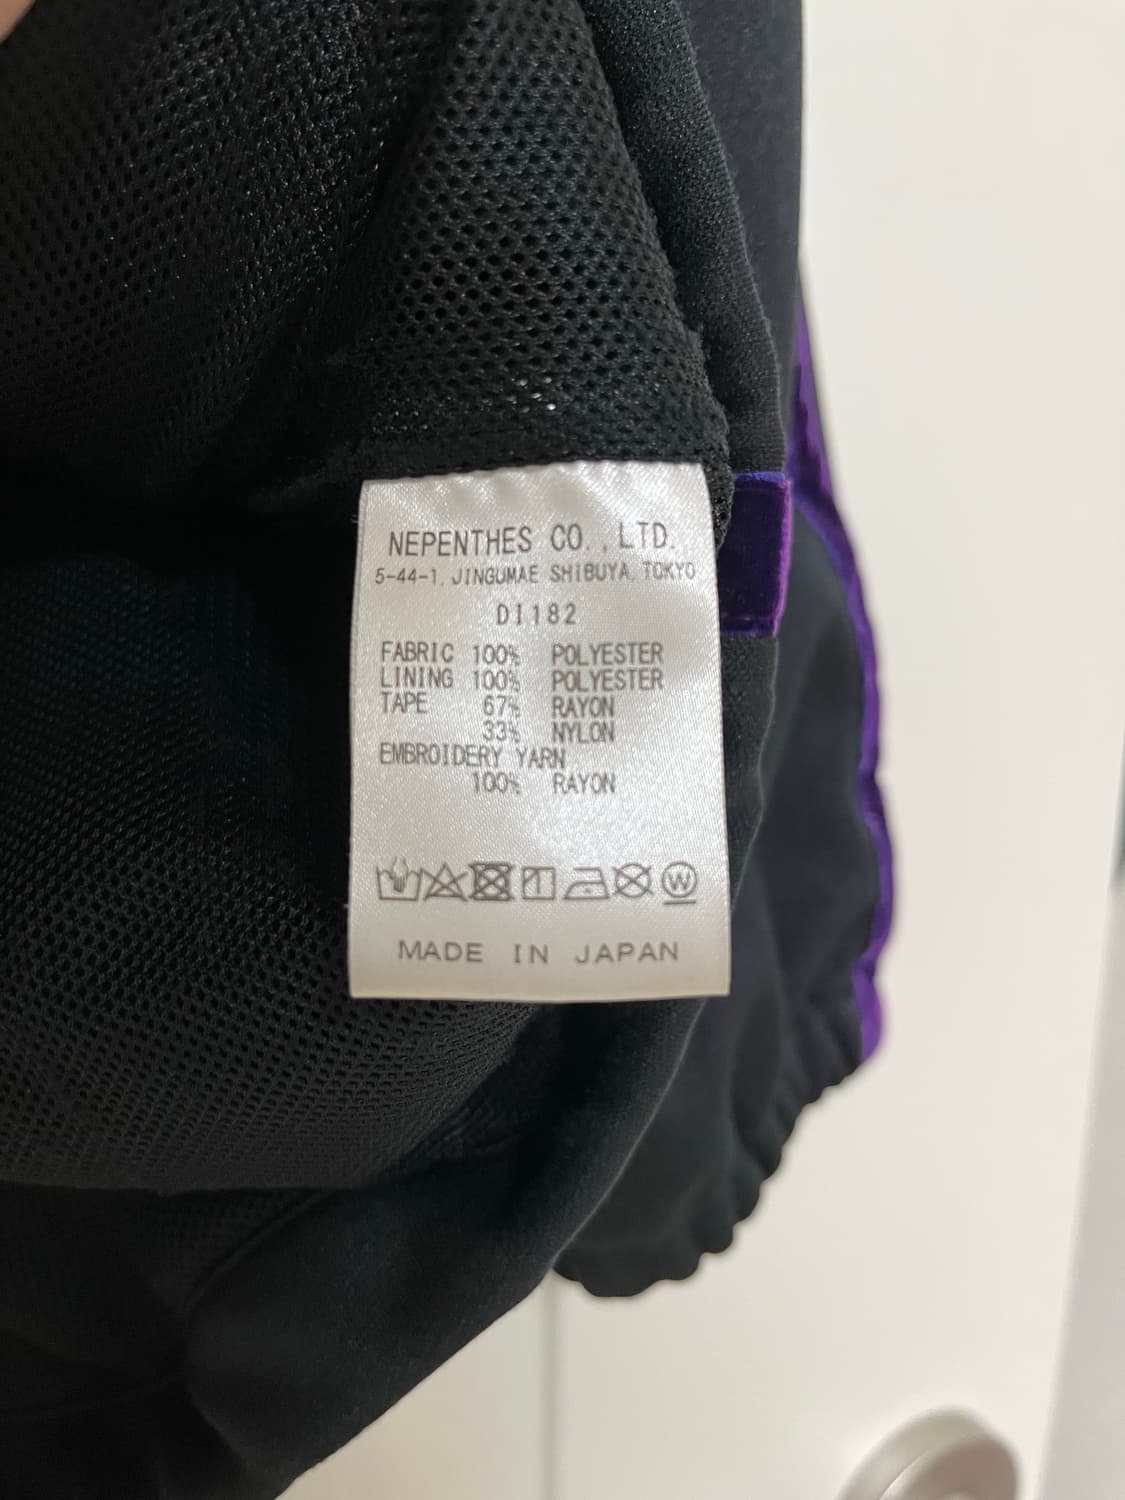 NEPENTHES CO.,LTD.
5-44-1, JINGUMAE SHIBUYA, TOKYO
DI182
FABRIC 100% POLYESTER
LINING 100% POLYESTER
TAPE 67% RAYON
33% NYLON
EMBROIDERY YARN
100% RAYON
W
MADE IN JAPAN